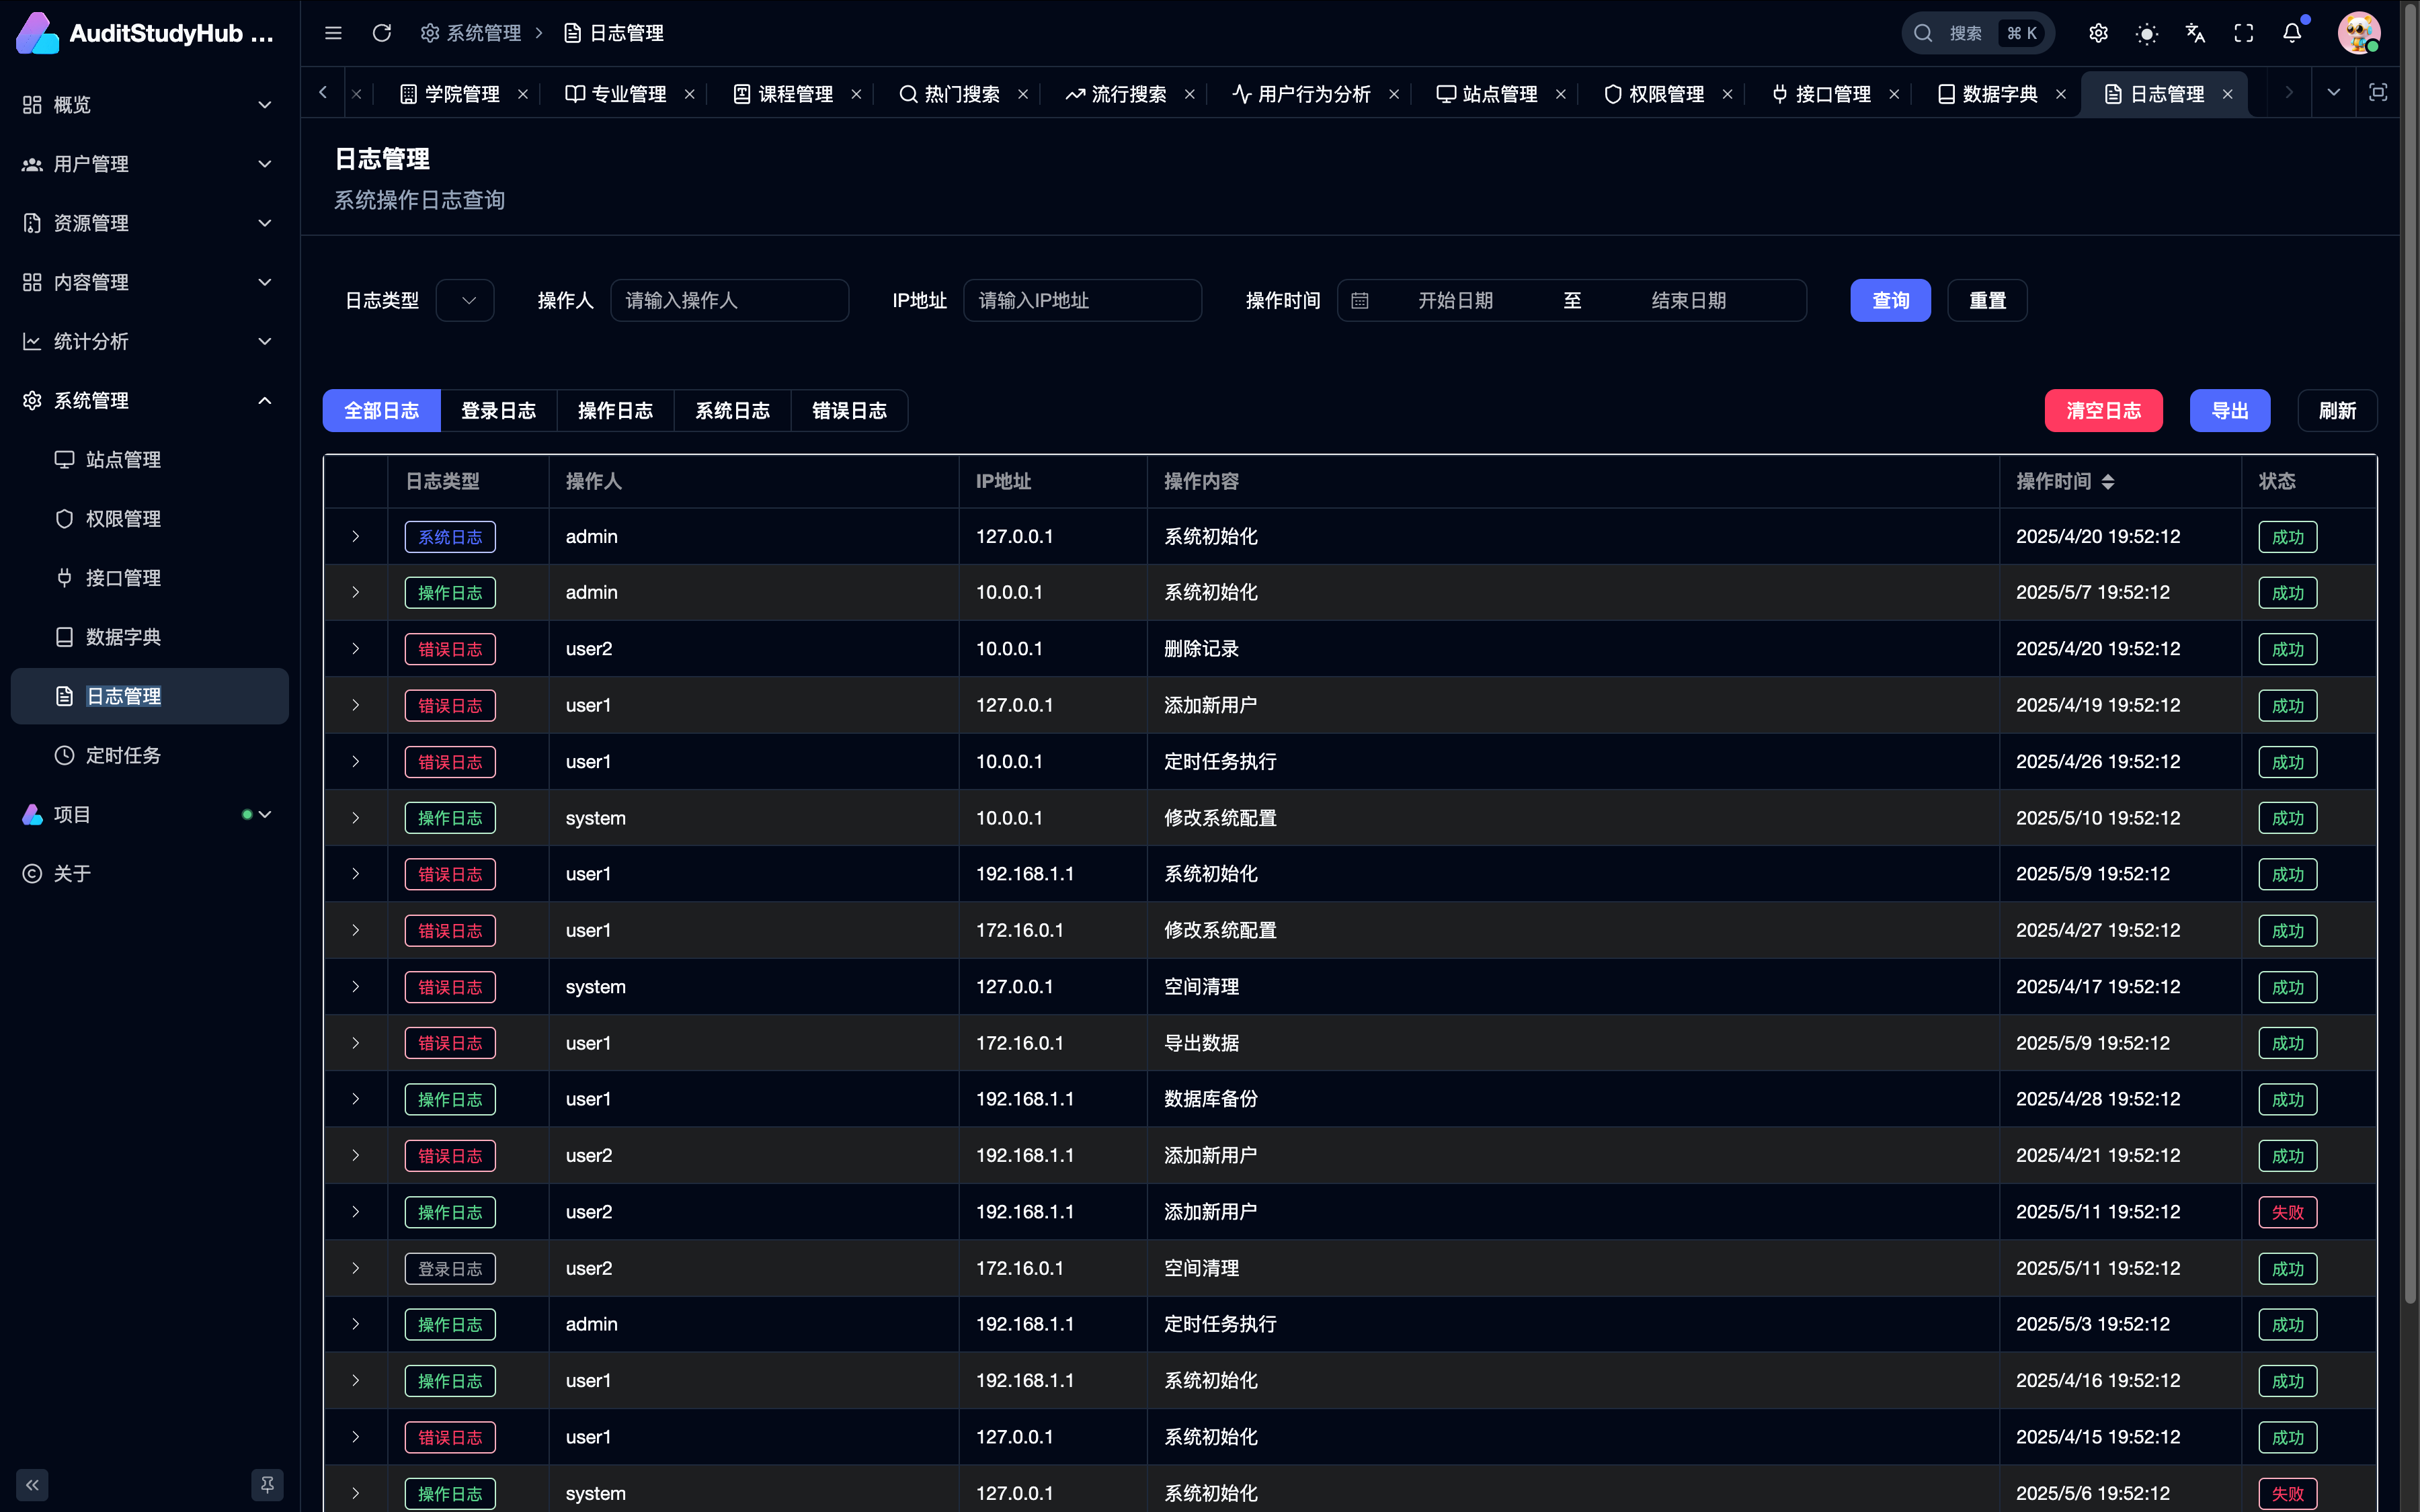 AuditStudyHub ...
系统管理 日志管理
搜索 ⌘ K
概览
用户管理
资源管理
内容管理
统计分析
系统管理
站点管理
权限管理
接口管理
数据字典
日志管理
定时任务
项目
关于
学院管理 专业管理 课程管理 热门搜索 流行搜索 用户行为分析 站点管理 权限管理 接口管理 数据字典 日志管理
日志管理
系统操作日志查询
日志类型 操作人 请输入操作人 IP地址 请输入IP地址 操作时间 开始日期 至 结束日期 查询 重置
全部日志 登录日志 操作日志 系统日志 错误日志 清空日志 导出 刷新
日志类型 操作人 IP地址 操作内容 操作时间 状态
系统日志 admin 127.0.0.1 系统初始化 2025/4/20 19:52:12 成功
操作日志 admin 10.0.0.1 系统初始化 2025/5/7 19:52:12 成功
错误日志 user2 10.0.0.1 删除记录 2025/4/20 19:52:12 成功
错误日志 user1 127.0.0.1 添加新用户 2025/4/19 19:52:12 成功
错误日志 user1 10.0.0.1 定时任务执行 2025/4/26 19:52:12 成功
操作日志 system 10.0.0.1 修改系统配置 2025/5/10 19:52:12 成功
错误日志 user1 192.168.1.1 系统初始化 2025/5/9 19:52:12 成功
错误日志 user1 172.16.0.1 修改系统配置 2025/4/27 19:52:12 成功
错误日志 system 127.0.0.1 空间清理 2025/4/17 19:52:12 成功
错误日志 user1 172.16.0.1 导出数据 2025/5/9 19:52:12 成功
操作日志 user1 192.168.1.1 数据库备份 2025/4/28 19:52:12 成功
错误日志 user2 192.168.1.1 添加新用户 2025/4/21 19:52:12 成功
操作日志 user2 192.168.1.1 添加新用户 2025/5/11 19:52:12 失败
登录日志 user2 172.16.0.1 空间清理 2025/5/11 19:52:12 成功
操作日志 admin 192.168.1.1 定时任务执行 2025/5/3 19:52:12 成功
操作日志 user1 192.168.1.1 系统初始化 2025/4/16 19:52:12 成功
错误日志 user1 127.0.0.1 系统初始化 2025/4/15 19:52:12 成功
操作日志 system 127.0.0.1 系统初始化 2025/5/6 19:52:12 失败